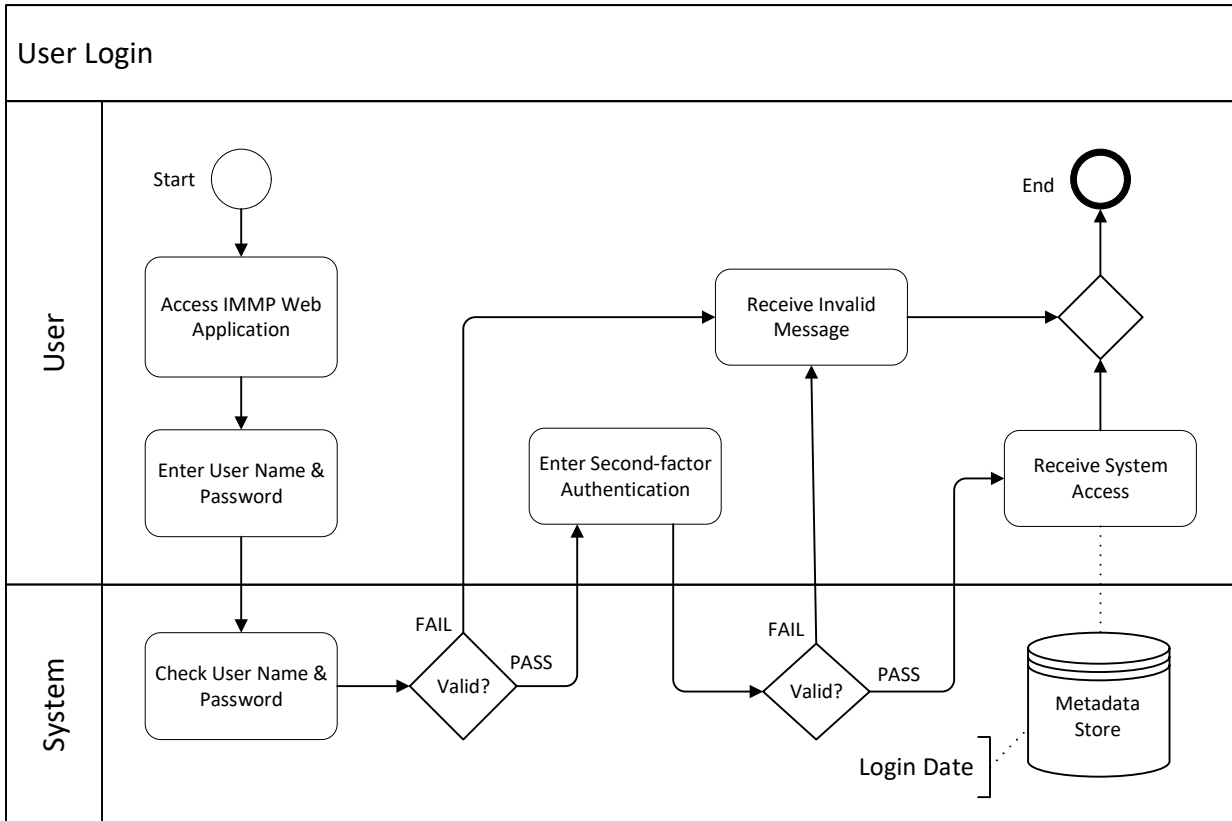 User Login
User
Start
End
Access IMMP Web
Application
Receive Invalid
Message
Enter User Name &
Password
Enter Second-factor
Authentication
Receive System
Access
System
Check User Name &
Password
FAIL
Valid?
PASS
FAIL
Valid?
PASS
Metadata
Store
Login Date